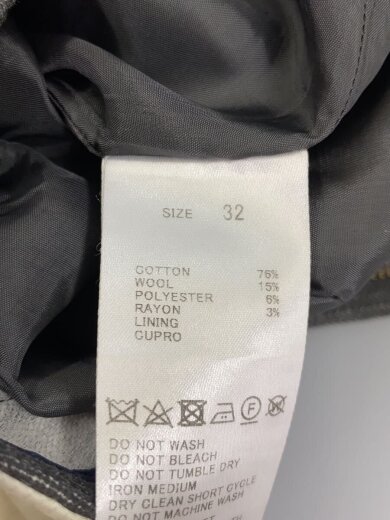 SIZE 32
COTTON 76%
WOOL 15%
POLYESTER 6%
RAYON 3%
LINING
CUPRO
F
DO NOT WASH
DO NOT BLEACH
DO NOT TUMBLE DRY
IRON MEDIUM
DRY CLEAN SHORT CYCLE
DO NOT MACHINE WASH